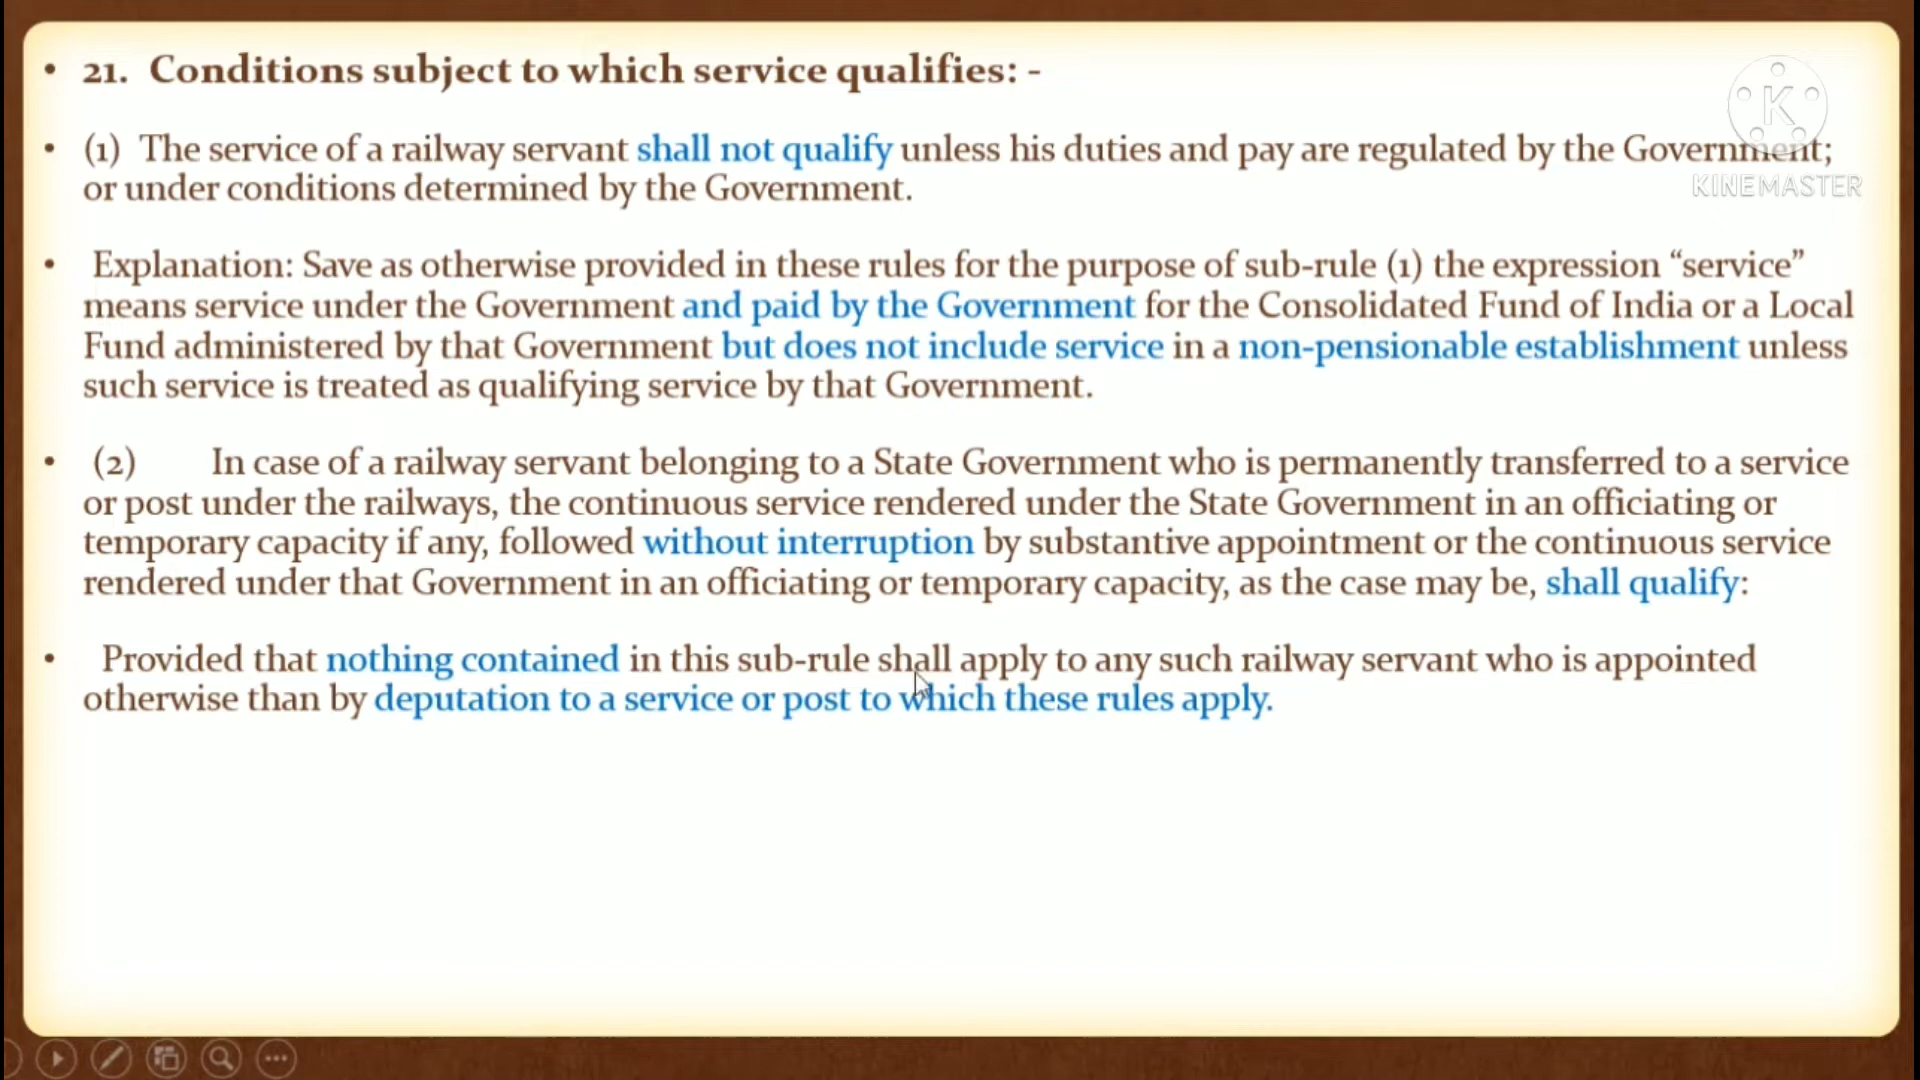 • 21. Conditions subject to which service qualifies: -
• (1) The service of a railway servant shall not qualify unless his duties and pay are regulated by the Government;
or under conditions determined by the Government.
K
KINEMASTER
• Explanation: Save as otherwise provided in these rules for the purpose of sub-rule (1) the expression “service”
means service under the Government and paid by the Government for the Consolidated Fund of India or a Local
Fund administered by that Government but does not include service in a non-pensionable establishment unless
such service is treated as qualifying service by that Government.
• (2) In case of a railway servant belonging to a State Government who is permanently transferred to a service
or post under the railways, the continuous service rendered under the State Government in an officiating or
temporary capacity if any, followed without interruption by substantive appointment or the continuous service
rendered under that Government in an officiating or temporary capacity, as the case may be, shall qualify:
• Provided that nothing contained in this sub-rule shall apply to any such railway servant who is appointed
otherwise than by deputation to a service or post to which these rules apply.